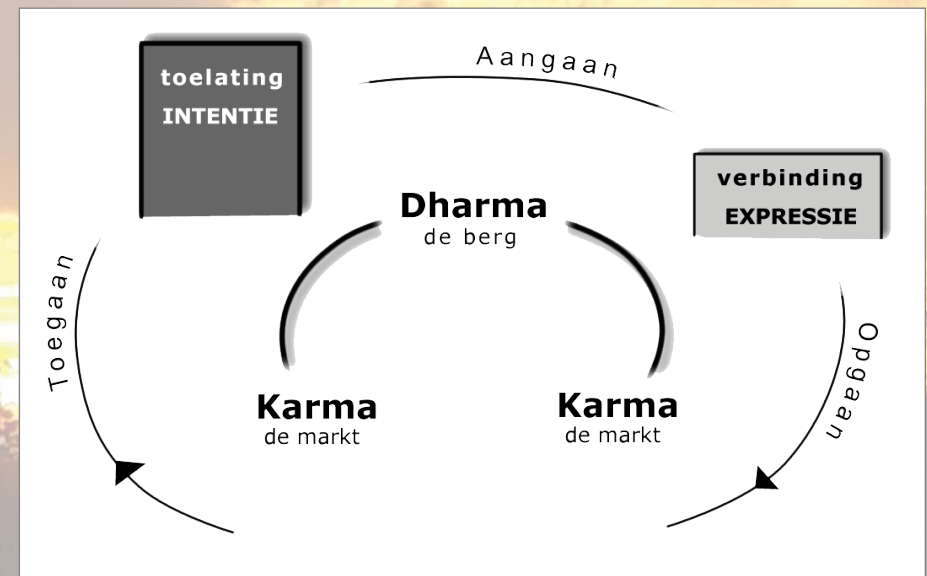 Aangaan
toelating
INTENTIE
verbinding
EXPRESSIE
Dharma
de berg
Toegaan
Opgaan
Karma
de markt
Karma
de markt